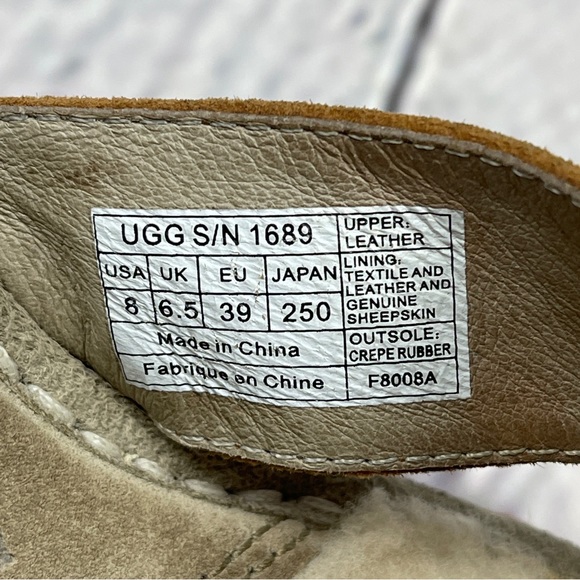 UGG S/N 1689
USA UK EU JAPAN
8 6.5 39 250
Made in China
Fabrique en Chine
UPPER:
LEATHER
LINING:
TEXTILE AND
LEATHER AND
GENUINE
SHEEPSKIN
OUTSOLE:
CREPE RUBBER
F8008A